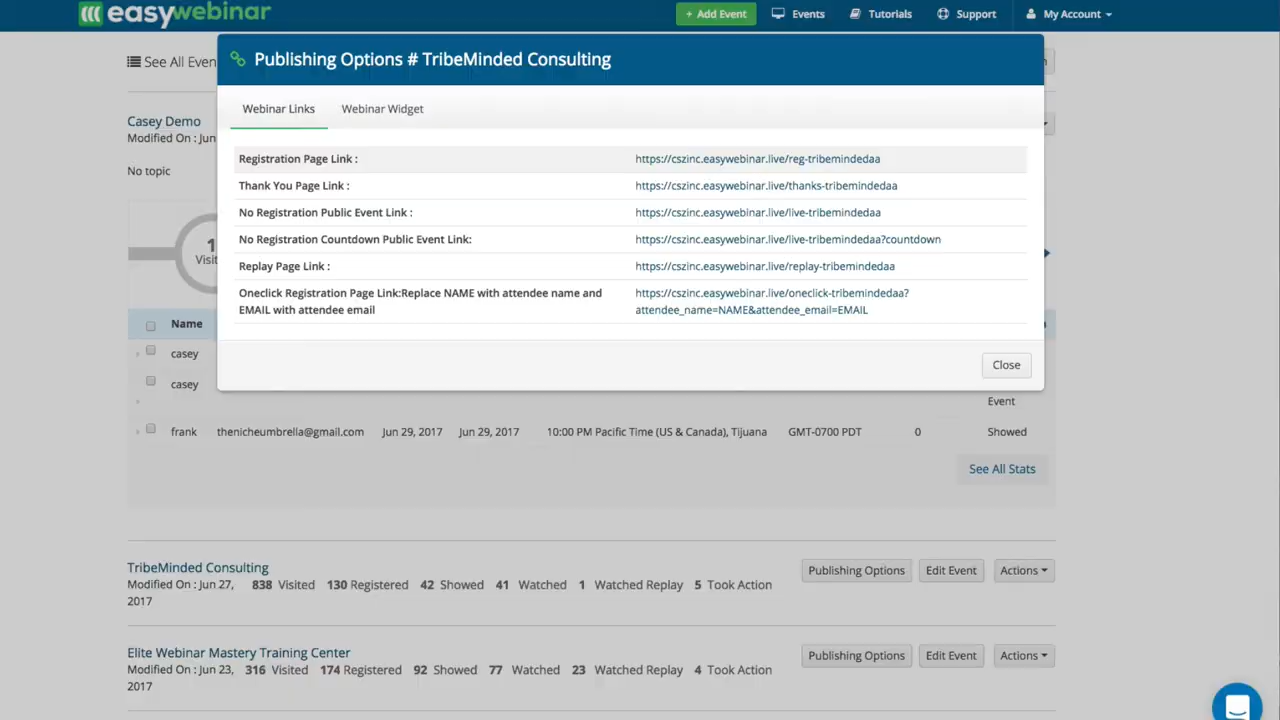 easywebinar
+ Add Event
Events
Tutorials
Support
My Account
See All Even
Publishing Options # TribeMinded Consulting
Webinar Links
Webinar Widget
Casey Demo
Modified On : Jun
No topic
Registration Page Link :
https://cszinc.easywebinar.live/reg-tribemindedaa
Thank You Page Link :
https://cszinc.easywebinar.live/thanks-tribemindedaa
No Registration Public Event Link :
https://cszinc.easywebinar.live/live-tribemindedaa
No Registration Countdown Public Event Link:
https://cszinc.easywebinar.live/live-tribemindedaa?countdown
Replay Page Link :
https://cszinc.easywebinar.live/replay-tribemindedaa
Oneclick Registration Page Link:Replace NAME with attendee name and
EMAIL with attendee email
https://cszinc.easywebinar.live/oneclick-tribemindedaa?
attendee_name=NAME&attendee_email=EMAIL
Close
1
Visit
Name
casey
casey
Event
frank thenicheumbrella@gmail.com Jun 29, 2017 Jun 29, 2017 10:00 PM Pacific Time (US & Canada), Tijuana GMT-0700 PDT 0 Showed
See All Stats
TribeMinded Consulting
Modified On : Jun 27,
2017
838 Visited 130 Registered 42 Showed 41 Watched 1 Watched Replay 5 Took Action
Publishing Options
Edit Event
Actions
Elite Webinar Mastery Training Center
Modified On : Jun 23,
2017
316 Visited 174 Registered 92 Showed 77 Watched 23 Watched Replay 4 Took Action
Publishing Options
Edit Event
Actions